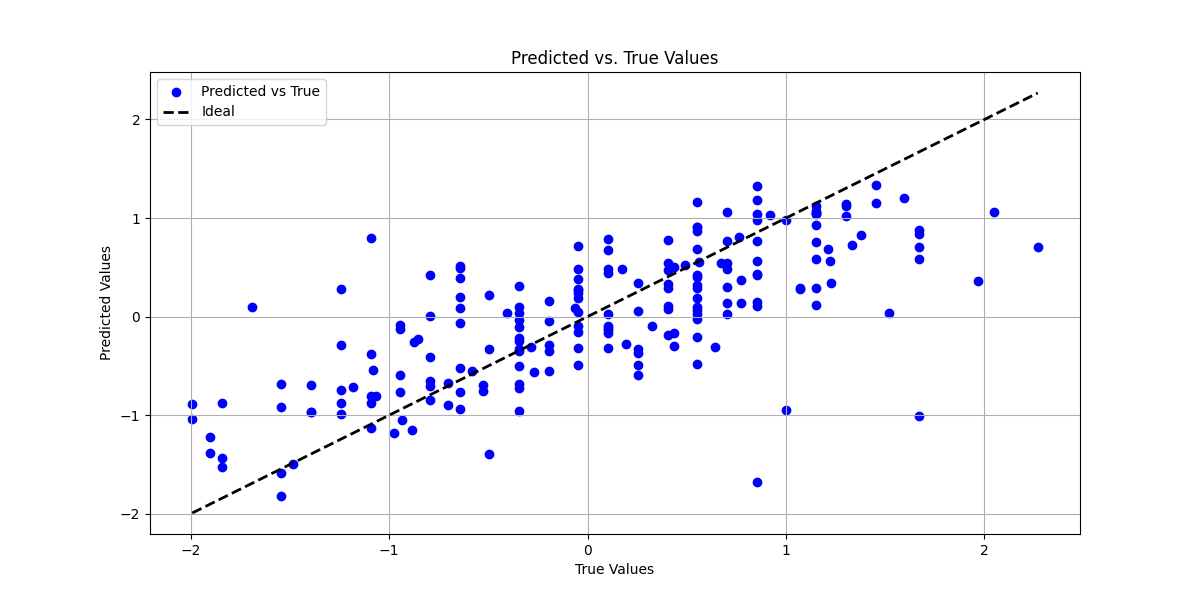 Predicted vs. True Values
Predicted vs True
Ideal
Predicted Values
2
1
0
−1
−2
−2
−1
0
1
2
True Values